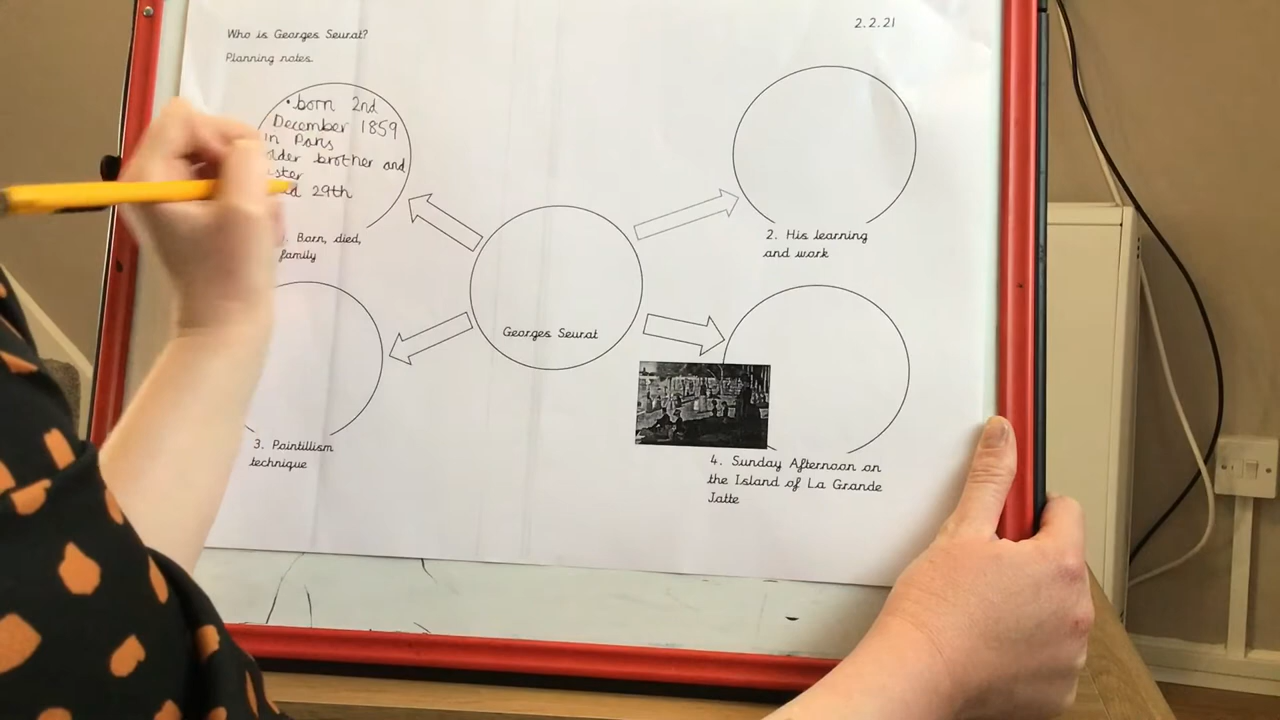 Who is Georges Seurat?
2.2.21
Planning notes
• born 2nd
December 1859
in Paris
older brother and
29th
Born, died,
family
2. His learning
and work
Georges Seurat
3. Pointillism
technique
4. Sunday Afternoon on
the Island of La Grande
Jatte